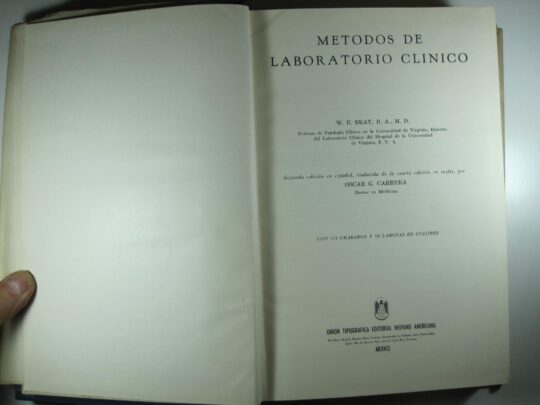 METODOS DE
LABORATORIO CLINICO
W. E. BRAY, B. A., M. D.
Profesor de Patología Clínica en la Universidad de Virginia, Director
del Laboratorio Clínico del Hospital de la Universidad
de Virginia, E. U. A.
Segunda edición en español, traducida de la cuarta edición en inglés, por
OSCAR G. CARRERA
Doctor en Medicina
CON 119 GRABADOS Y 18 LAMINAS EN COLORES
UNION TIPOGRAFICA EDITORIAL HISPANO AMERICANA
MEXICO